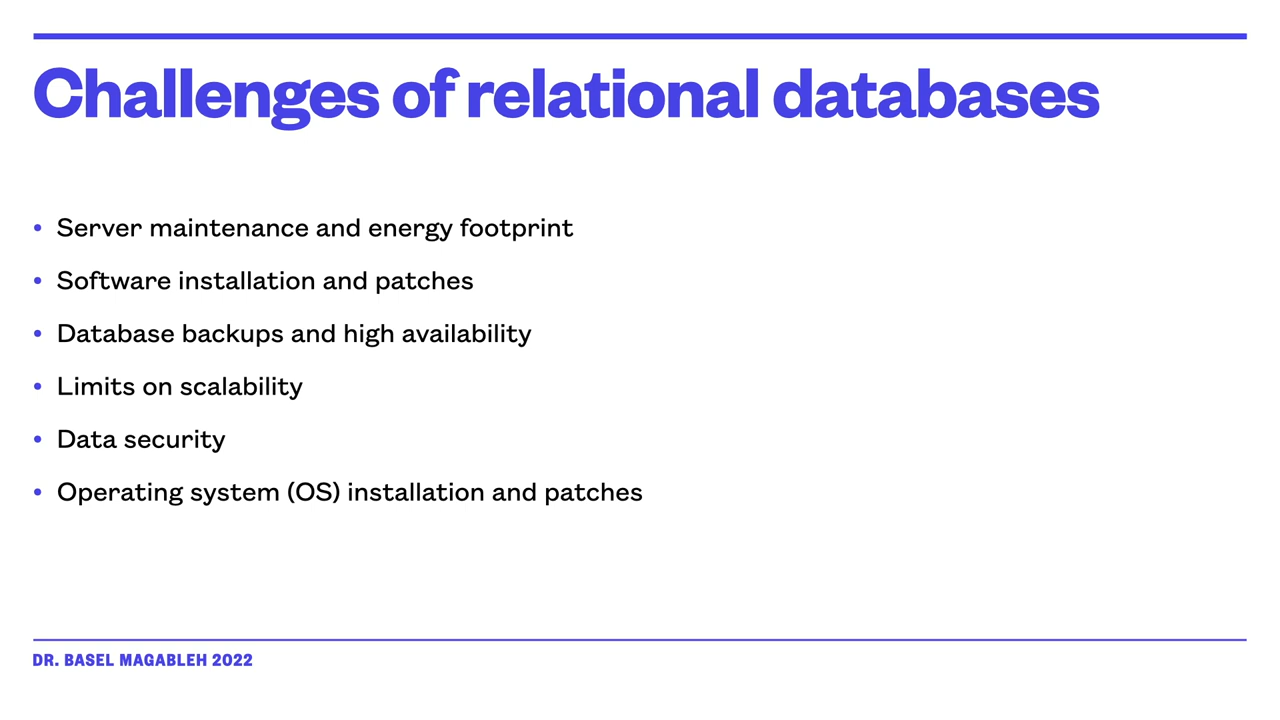 Challenges of relational databases
• Server maintenance and energy footprint
• Software installation and patches
• Database backups and high availability
• Limits on scalability
• Data security
• Operating system (OS) installation and patches
DR. BASEL MAGABLEH 2022